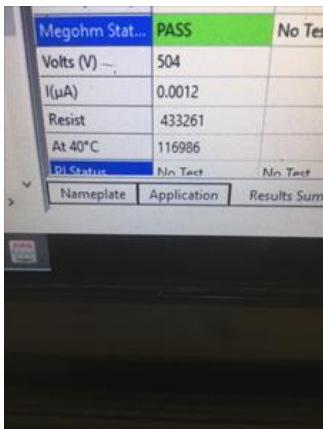 Megohm Stat... PASS No Tes
Volts (V) 504
I(µA) 0.0012
Resist 433261
At 40°C 116986
PI Status No Test No Test
Nameplate Application Results Sum